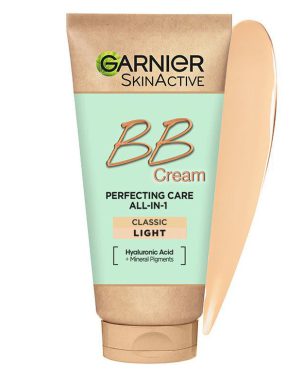 GARNIER
SKINACTIVE
BB
Cream
PERFECTING CARE
ALL-IN-1
CLASSIC
LIGHT
Hyaluronic Acid
+ Mineral Pigments